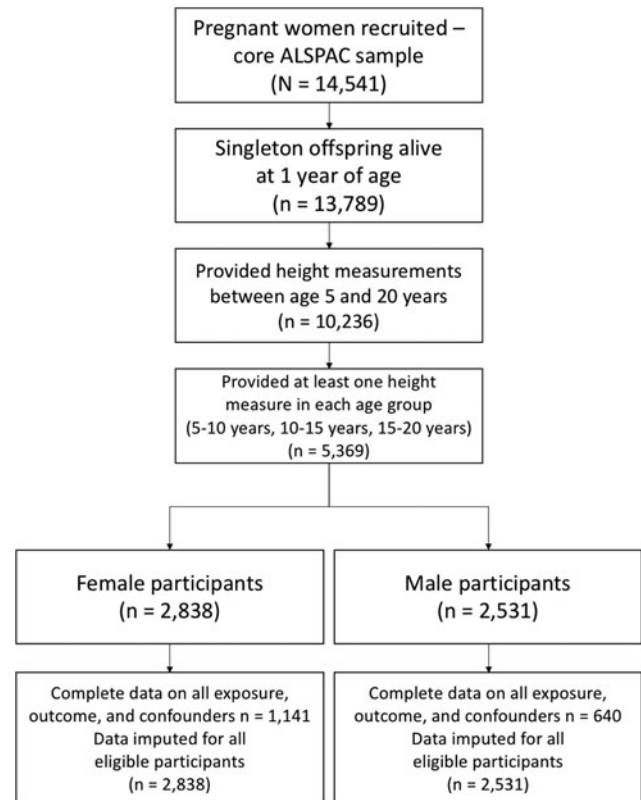 Pregnant women recruited –
core ALSPAC sample
(N = 14,541)
Singleton offspring alive
at 1 year of age
(n = 13,789)
Provided height measurements
between age 5 and 20 years
(n = 10,236)
Provided at least one height
measure in each age group
(5-10 years, 10-15 years, 15-20 years)
(n = 5,369)
Female participants
(n = 2,838)
Male participants
(n = 2,531)
Complete data on all exposure,
outcome, and confounders n = 1,141
Data imputed for all
eligible participants
(n = 2,838)
Complete data on all exposure,
outcome, and confounders n = 640
Data imputed for all
eligible participants
(n = 2,531)